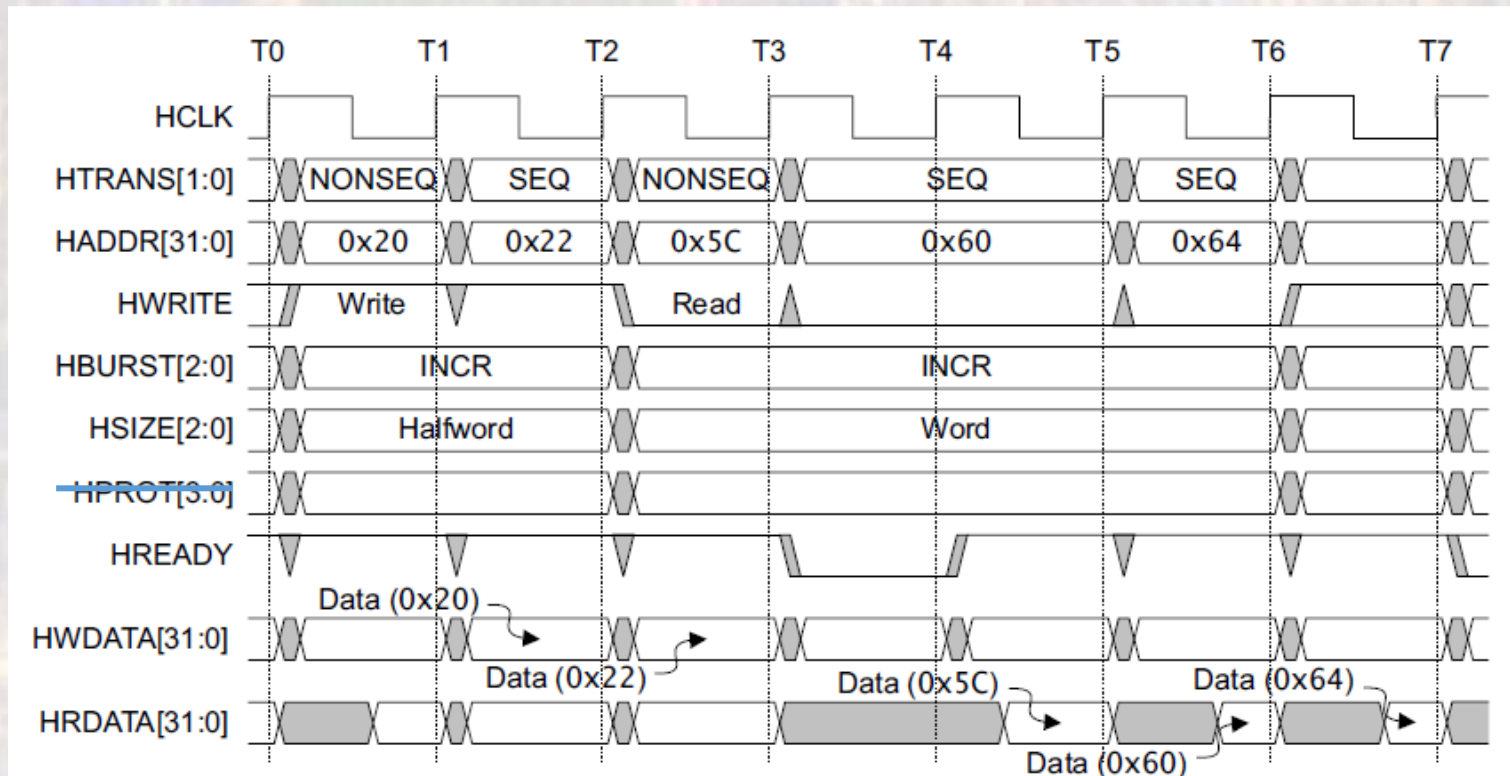 T0 T1 T2 T3 T4 T5 T6 T7
HCLK
HTRANS[1:0] NONSEQ SEQ NONSEQ SEQ SEQ
HADDR[31:0] 0x20 0x22 0x5C 0x60 0x64
HWRITE Write Read
HBURST[2:0] INCR INCR
HSIZE[2:0] Halfword Word
HPROT[3:0]
HREADY
Data (0x20)
HWDATA[31:0]
Data (0x22) Data (0x5C) Data (0x64)
HRDATA[31:0]
Data (0x60)